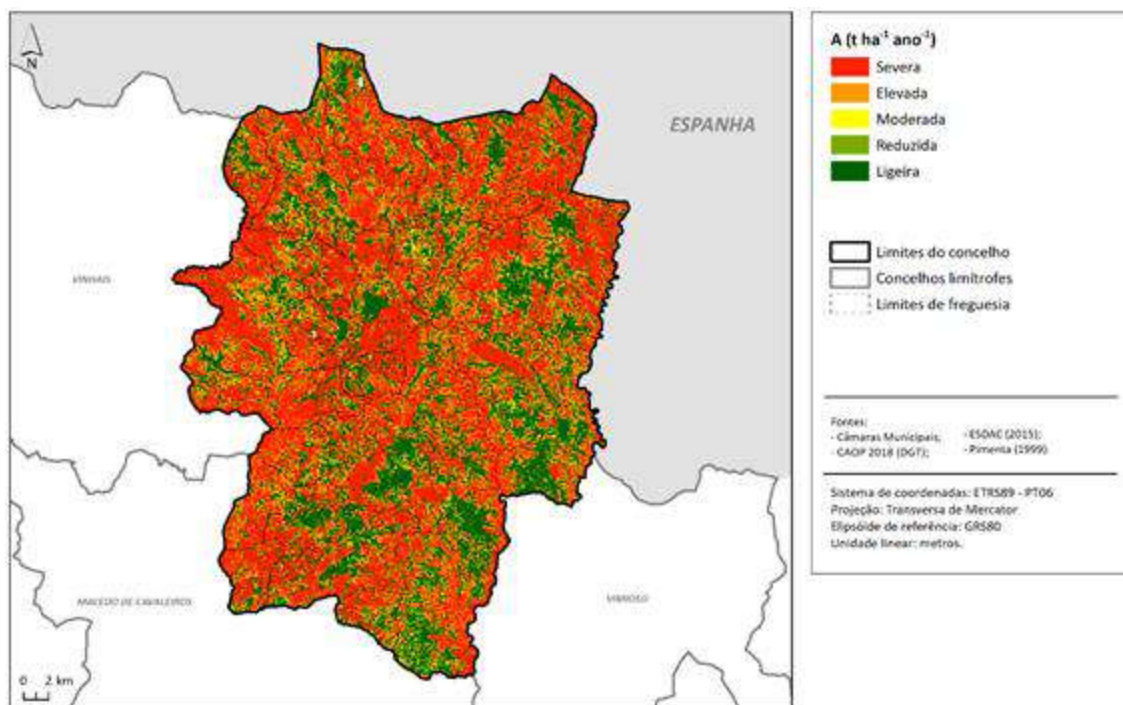 N
ESPANHA
VINHAIS
MACEDO DE CAVALEIROS
VIMIOSO
0 2 km
A (t ha⁻¹ ano⁻¹)
Severa
Elevada
Moderada
Reduzida
Ligeira
Limites do concelho
Concelhos limítrofes
Limites de freguesia
Fontes:
- Câmaras Municipais;
- CAOP 2018 (DGT);
- ESDAC (2015);
- Pimenta (1999)
Sistema de coordenadas: ETRS89 - PT06
Projeção: Transversa de Mercator
Elipsóide de referência: GRS80
Unidade linear: metros.